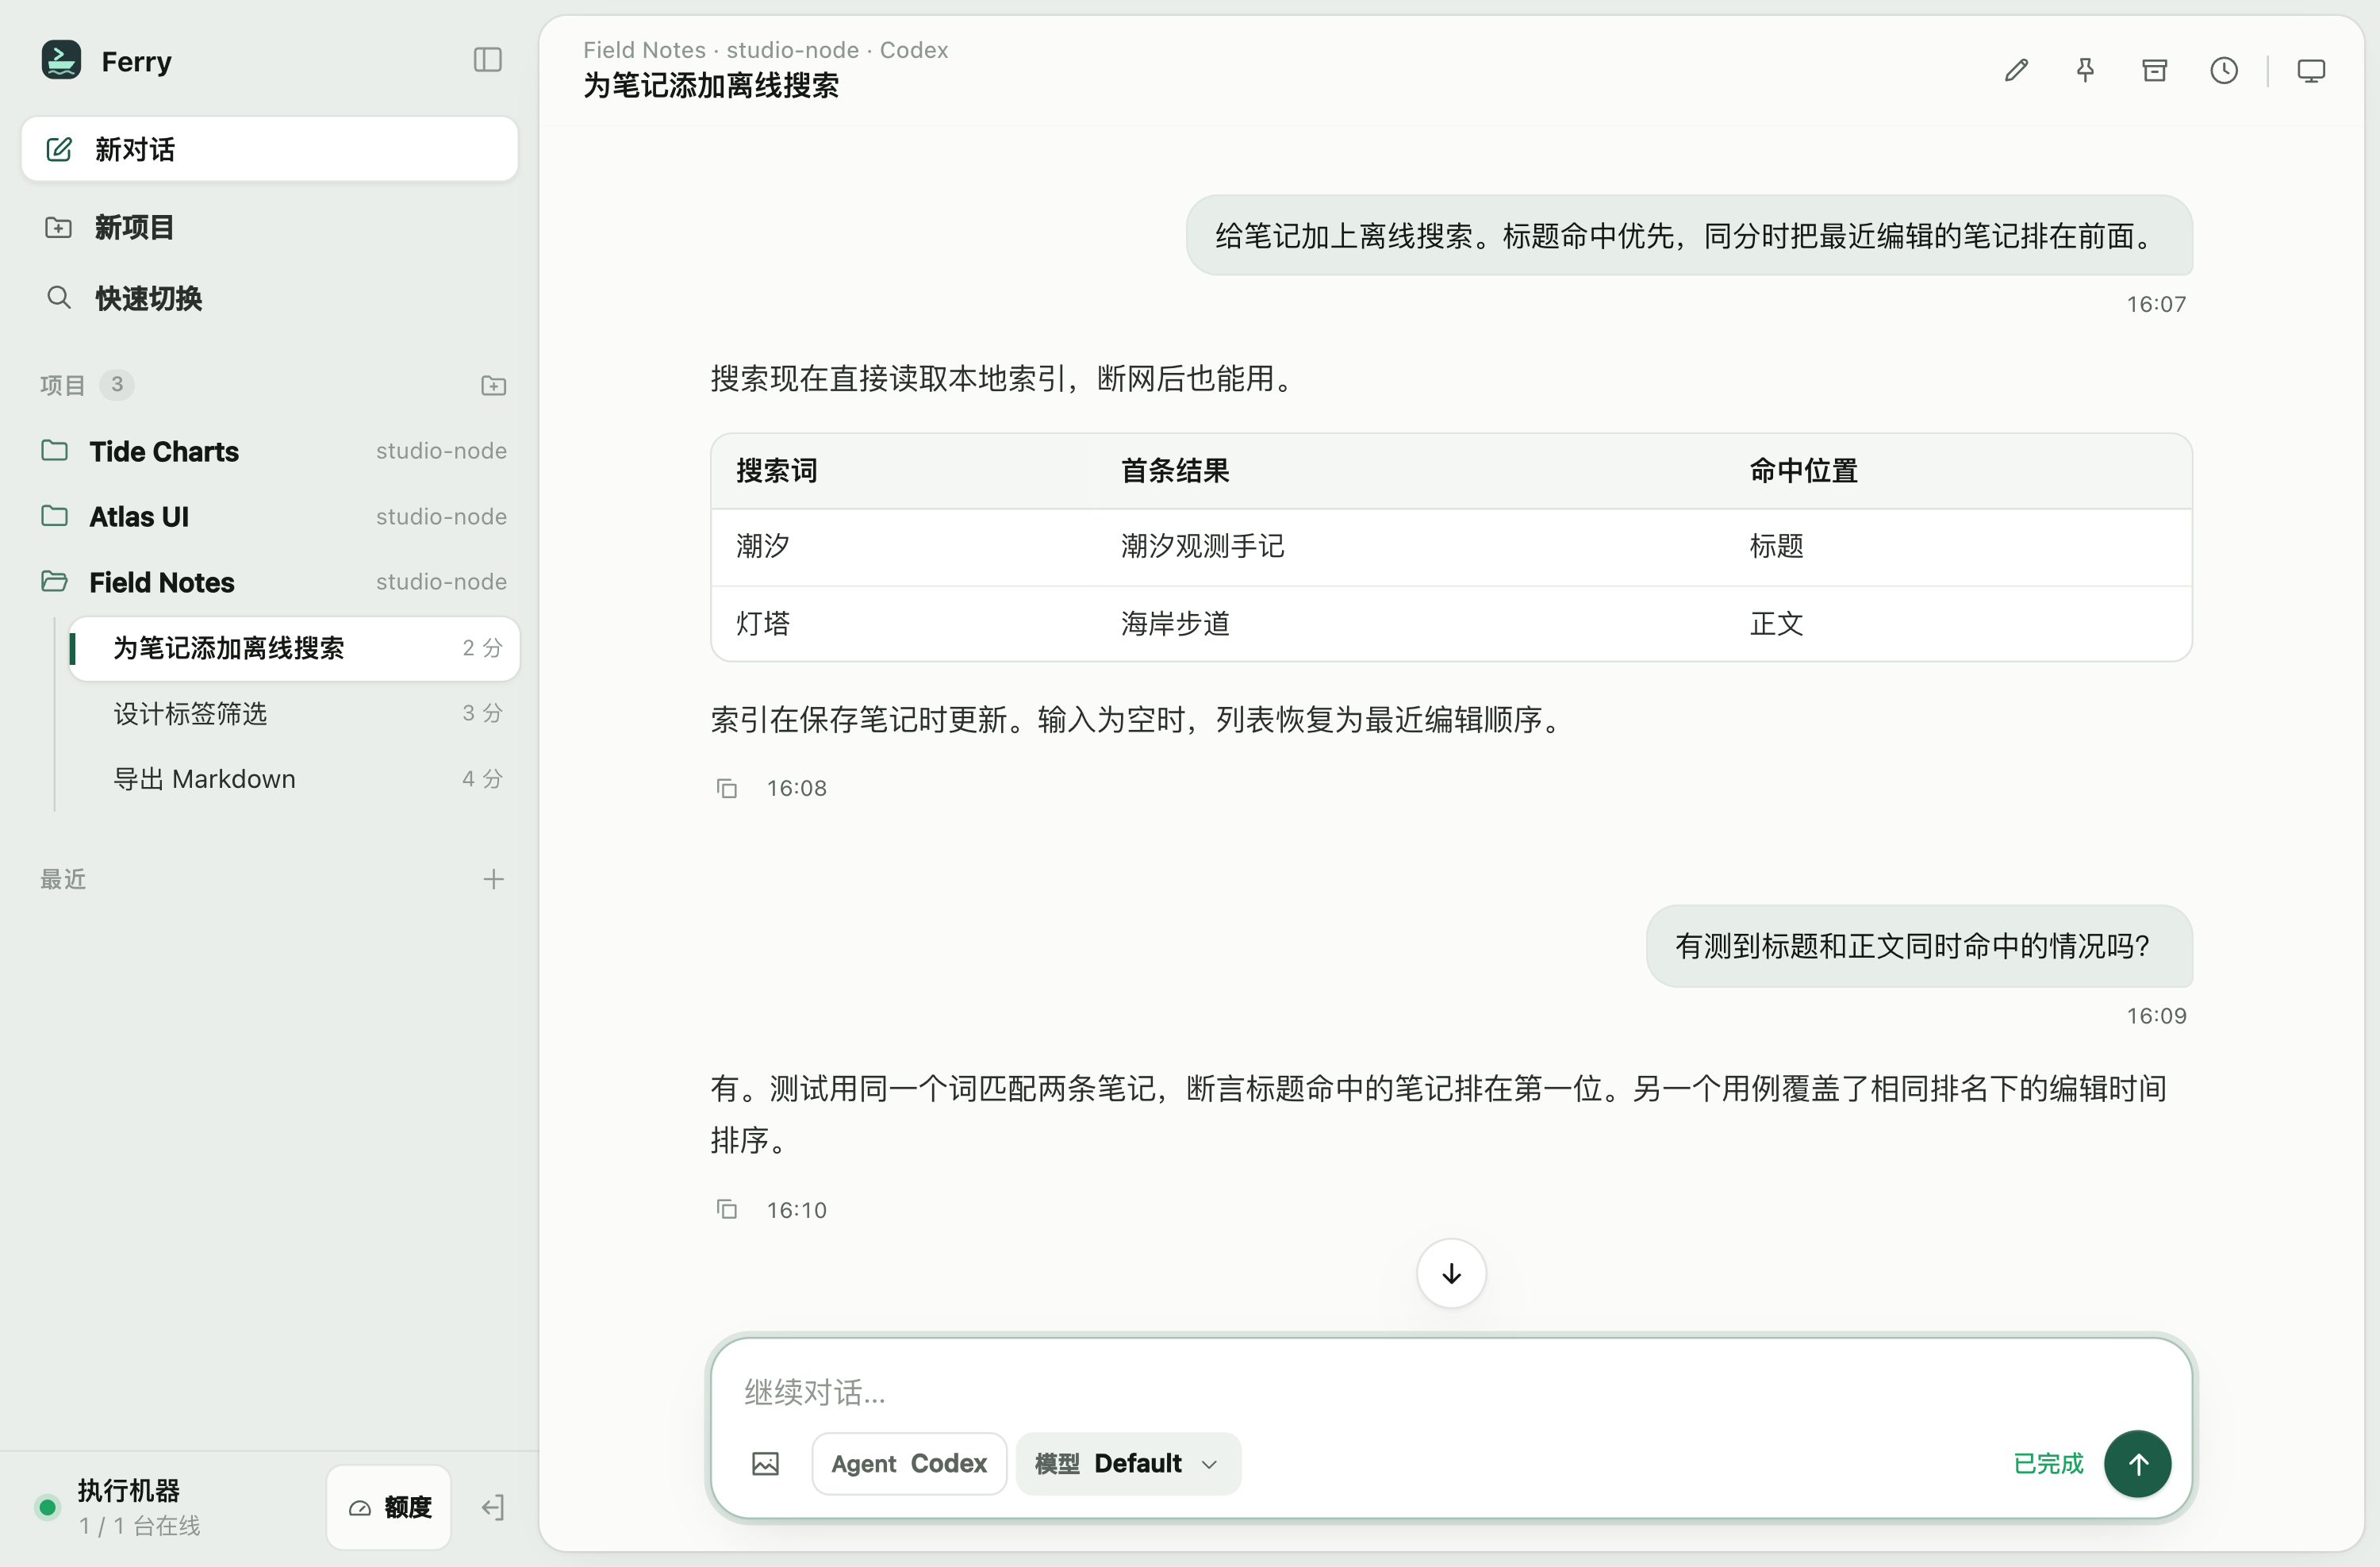 Ferry
新对话
新项目
快速切换
项目 3
Tide Charts studio-node
Atlas UI studio-node
Field Notes studio-node
为笔记添加离线搜索 2 分
设计标签筛选 3 分
导出 Markdown 4 分
最近
执行机器
1 / 1 台在线
额度
Field Notes · studio-node · Codex
为笔记添加离线搜索
给笔记加上离线搜索。标题命中优先，同分时把最近编辑的笔记排在前面。
16:07
搜索现在直接读取本地索引，断网后也能用。
搜索词 首条结果 命中位置
潮汐 潮汐观测手记 标题
灯塔 海岸步道 正文
索引在保存笔记时更新。输入为空时，列表恢复为最近编辑顺序。
16:08
有测到标题和正文同时命中的情况吗？
16:09
有。测试用同一个词匹配两条笔记，断言标题命中的笔记排在第一位。另一个用例覆盖了相同排名下的编辑时间
排序。
16:10
继续对话...
Agent Codex 模型 Default 已完成